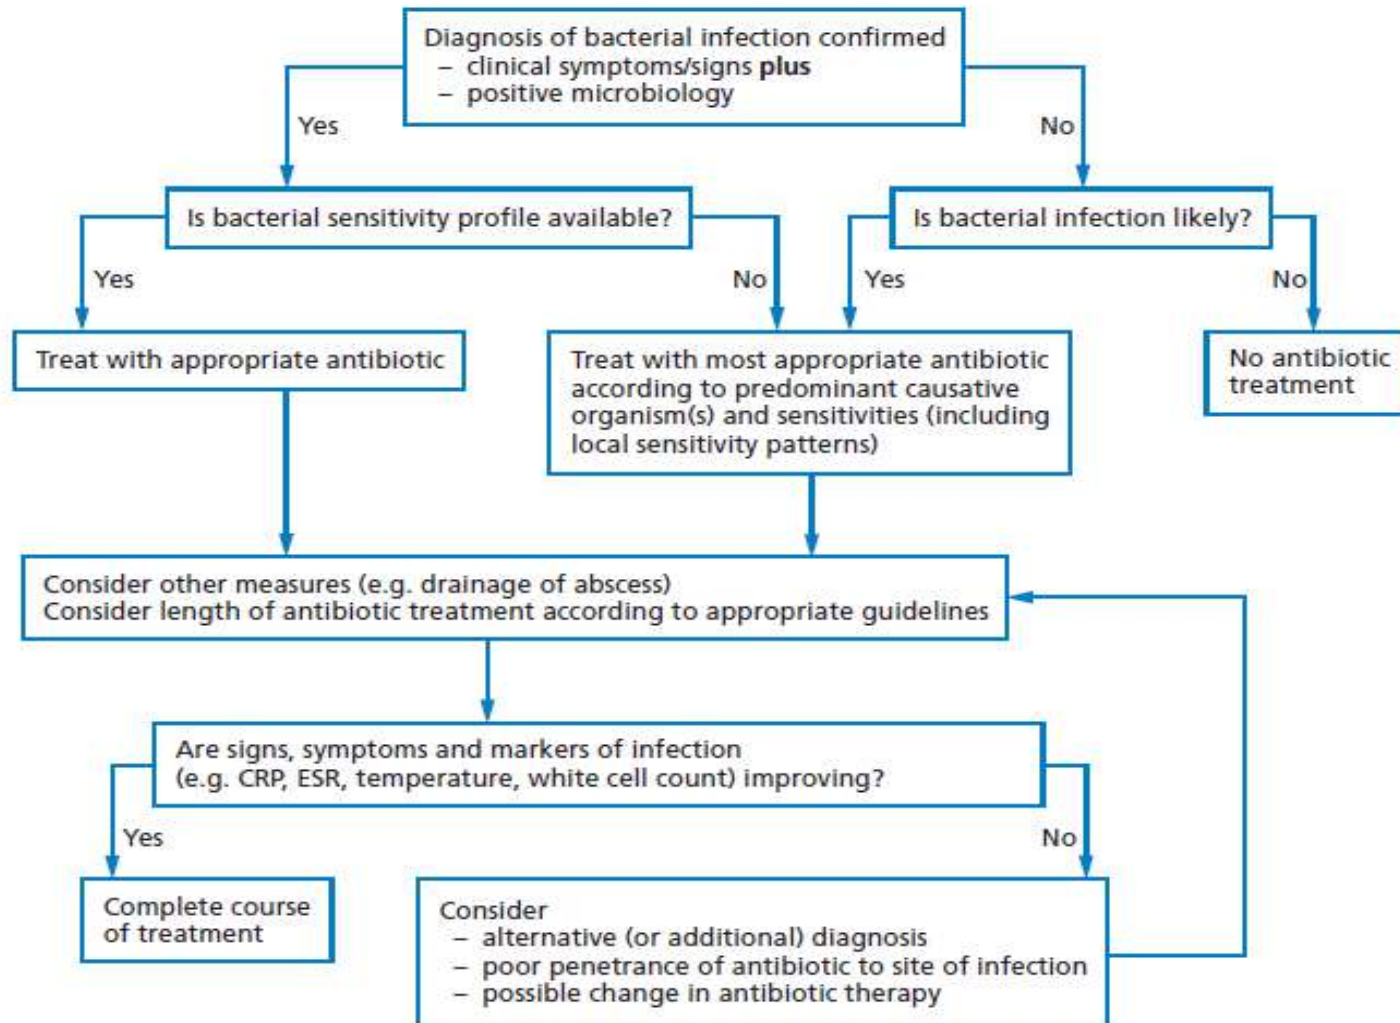 Diagnosis of bacterial infection confirmed
– clinical symptoms/signs plus
– positive microbiology
Yes
No
Is bacterial sensitivity profile available?
Is bacterial infection likely?
Yes
No
Yes
No
Treat with appropriate antibiotic
Treat with most appropriate antibiotic
according to predominant causative
organism(s) and sensitivities (including
local sensitivity patterns)
No antibiotic
treatment
Consider other measures (e.g. drainage of abscess)
Consider length of antibiotic treatment according to appropriate guidelines
Are signs, symptoms and markers of infection
(e.g. CRP, ESR, temperature, white cell count) improving?
Yes
No
Complete course
of treatment
Consider
– alternative (or additional) diagnosis
– poor penetrance of antibiotic to site of infection
– possible change in antibiotic therapy